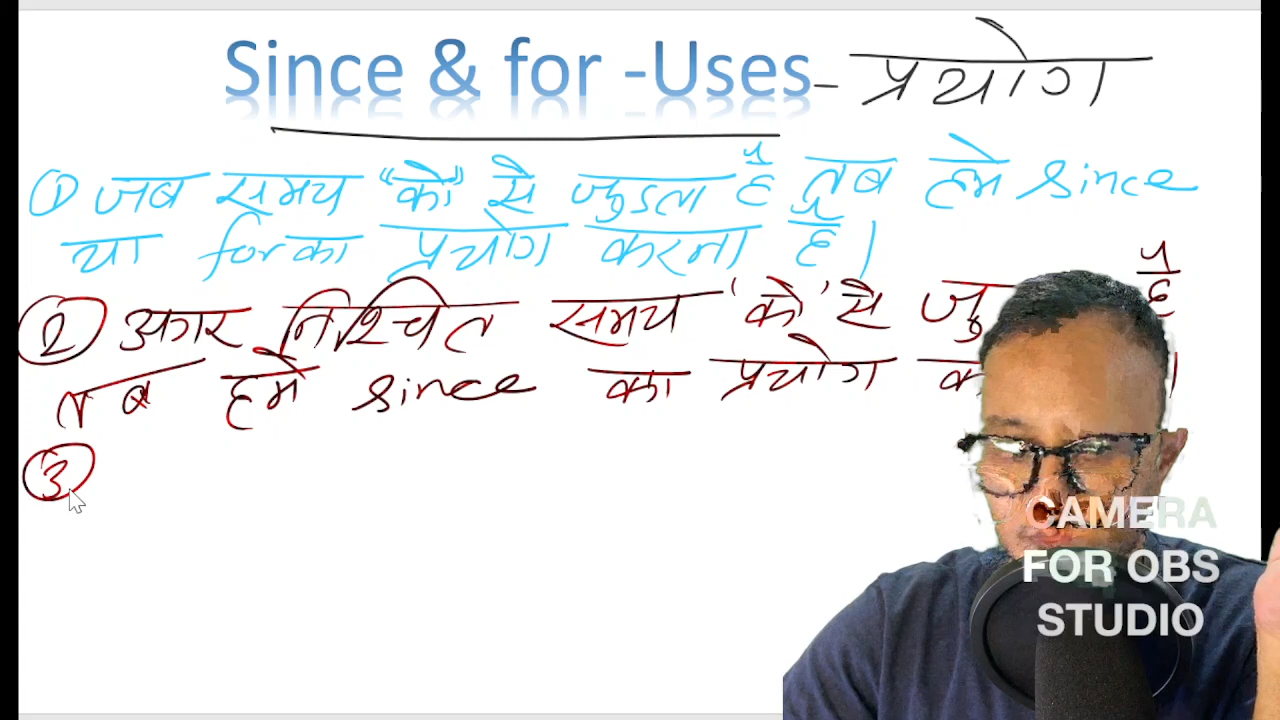 Since & for -Uses- प्रयोग
① जब समय "को" से जुडता है तब हमे since
या for का प्रयोग करना है।
② अगर निश्चित समय 'को' से है
तब हमे since का प्रयोग
③
CAMERA
FOR OBS
STUDIO